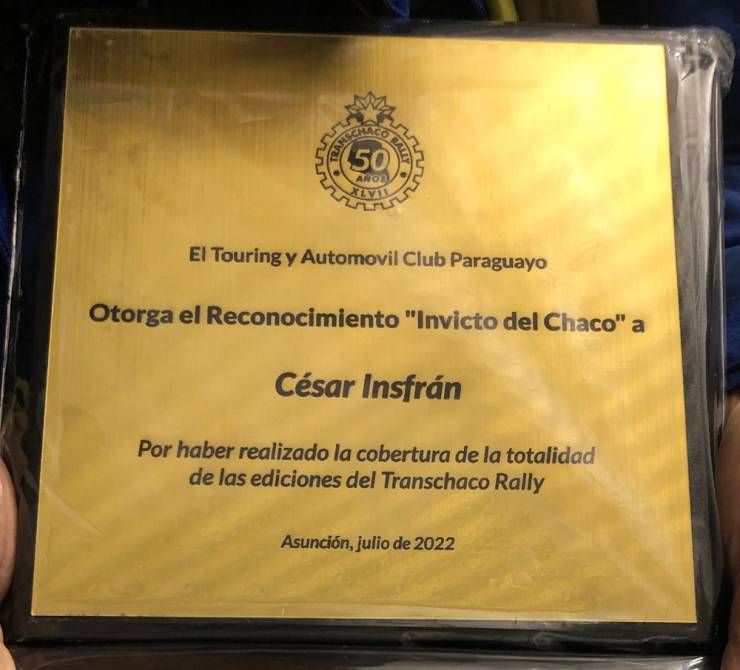 TRANSCHACO RALLY
50
AÑOS
XLVII
El Touring y Automovil Club Paraguayo
Otorga el Reconocimiento "Invicto del Chaco" a
César Insfrán
Por haber realizado la cobertura de la totalidad
de las ediciones del Transchaco Rally
Asunción, julio de 2022